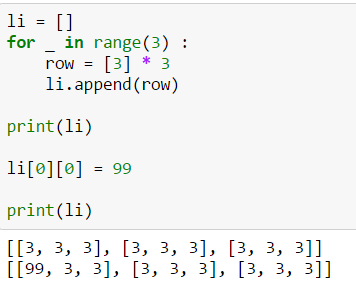 li = []
for _ in range(3) :
    row = [3] * 3
    li.append(row)

print(li)

li[0][0] = 99

print(li)

[[3, 3, 3], [3, 3, 3], [3, 3, 3]]
[[99, 3, 3], [3, 3, 3], [3, 3, 3]]